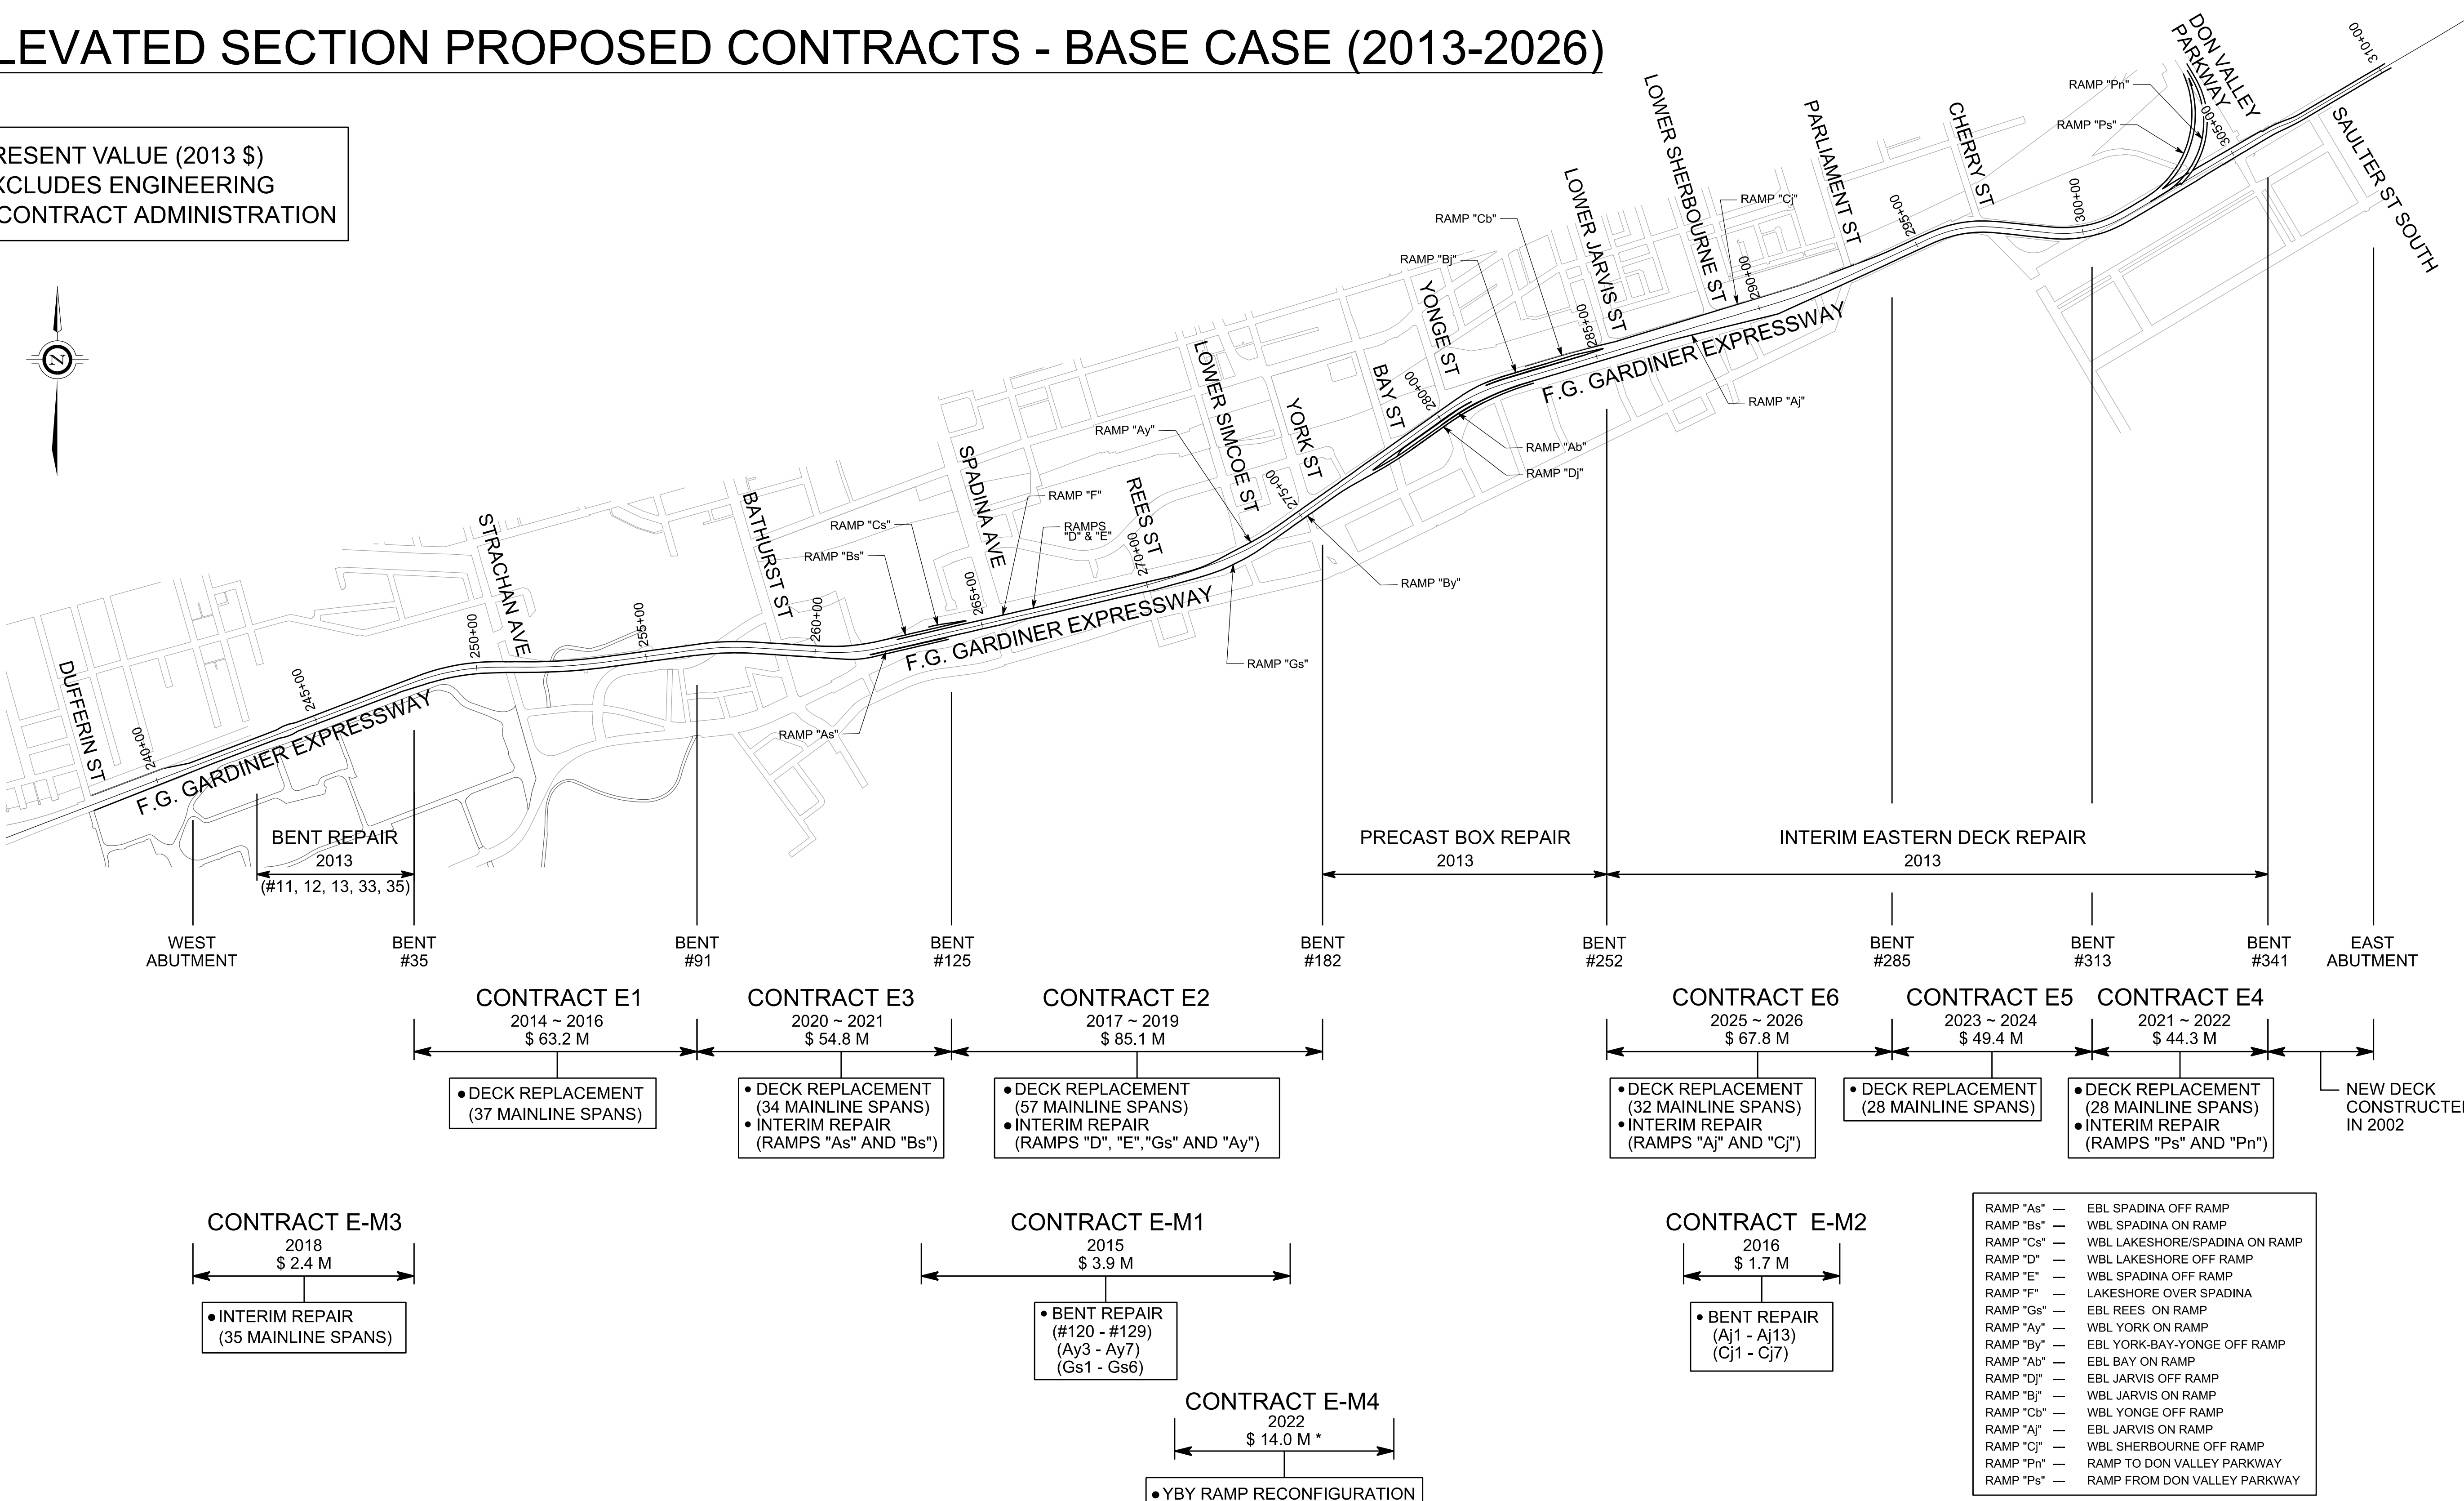 LEVATED SECTION PROPOSED CONTRACTS - BASE CASE (2013-2026)
RESENT VALUE (2013 $)
XCLUDES ENGINEERING
CONTRACT ADMINISTRATION
N
DUFFERIN ST
STRACHAN AVE
BATHURST ST
SPADINA AVE
REES ST
LOWER SIMCOE ST
YORK ST
BAY ST
YONGE ST
LOWER JARVIS ST
LOWER SHERBOURNE ST
PARLIAMENT ST
CHERRY ST
DON VALLEY
PARKWAY
SAULTER ST SOUTH
F.G. GARDINER EXPRESSWAY
F.G. GARDINER EXPRESSWAY
F.G. GARDINER EXPRESSWAY
240+00
245+00
250+00
255+00
260+00
265+00
270+00
275+00
280+00
285+00
290+00
295+00
300+00
305+00
310+00
RAMP "As"
RAMP "Bs"
RAMP "Cs"
RAMP "F"
RAMPS
"D" & "E"
RAMP "Ay"
RAMP "Gs"
RAMP "By"
RAMP "Ab"
RAMP "Dj"
RAMP "Bj"
RAMP "Cb"
RAMP "Aj"
RAMP "Cj"
RAMP "Pn"
RAMP "Ps"
BENT REPAIR
2013
(#11, 12, 13, 33, 35)
PRECAST BOX REPAIR
2013
INTERIM EASTERN DECK REPAIR
2013
WEST
ABUTMENT
BENT
#35
BENT
#91
BENT
#125
BENT
#182
BENT
#252
BENT
#285
BENT
#313
BENT
#341
EAST
ABUTMENT
CONTRACT E1
2014 ~ 2016
$ 63.2 M
● DECK REPLACEMENT
(37 MAINLINE SPANS)
CONTRACT E3
2020 ~ 2021
$ 54.8 M
• DECK REPLACEMENT
(34 MAINLINE SPANS)
• INTERIM REPAIR
(RAMPS "As" AND "Bs")
CONTRACT E2
2017 ~ 2019
$ 85.1 M
● DECK REPLACEMENT
(57 MAINLINE SPANS)
● INTERIM REPAIR
(RAMPS "D", "E","Gs" AND "Ay")
CONTRACT E6
2025 ~ 2026
$ 67.8 M
• DECK REPLACEMENT
(32 MAINLINE SPANS)
• INTERIM REPAIR
(RAMPS "Aj" AND "Cj")
CONTRACT E5
2023 ~ 2024
$ 49.4 M
• DECK REPLACEMENT
(28 MAINLINE SPANS)
CONTRACT E4
2021 ~ 2022
$ 44.3 M
● DECK REPLACEMENT
(28 MAINLINE SPANS)
● INTERIM REPAIR
(RAMPS "Ps" AND "Pn")
NEW DECK
CONSTRUCTE
IN 2002
CONTRACT E-M3
2018
$ 2.4 M
● INTERIM REPAIR
(35 MAINLINE SPANS)
CONTRACT E-M1
2015
$ 3.9 M
• BENT REPAIR
(#120 - #129)
(Ay3 - Ay7)
(Gs1 - Gs6)
CONTRACT E-M2
2016
$ 1.7 M
• BENT REPAIR
(Aj1 - Aj13)
(Cj1 - Cj7)
CONTRACT E-M4
2022
$ 14.0 M *
● YBY RAMP RECONFIGURATION
RAMP "As" --- EBL SPADINA OFF RAMP
RAMP "Bs" --- WBL SPADINA ON RAMP
RAMP "Cs" --- WBL LAKESHORE/SPADINA ON RAMP
RAMP "D" --- WBL LAKESHORE OFF RAMP
RAMP "E" --- WBL SPADINA OFF RAMP
RAMP "F" --- LAKESHORE OVER SPADINA
RAMP "Gs" --- EBL REES ON RAMP
RAMP "Ay" --- WBL YORK ON RAMP
RAMP "By" --- EBL YORK-BAY-YONGE OFF RAMP
RAMP "Ab" --- EBL BAY ON RAMP
RAMP "Dj" --- EBL JARVIS OFF RAMP
RAMP "Bj" --- WBL JARVIS ON RAMP
RAMP "Cb" --- WBL YONGE OFF RAMP
RAMP "Aj" --- EBL JARVIS ON RAMP
RAMP "Cj" --- WBL SHERBOURNE OFF RAMP
RAMP "Pn" --- RAMP TO DON VALLEY PARKWAY
RAMP "Ps" --- RAMP FROM DON VALLEY PARKWAY